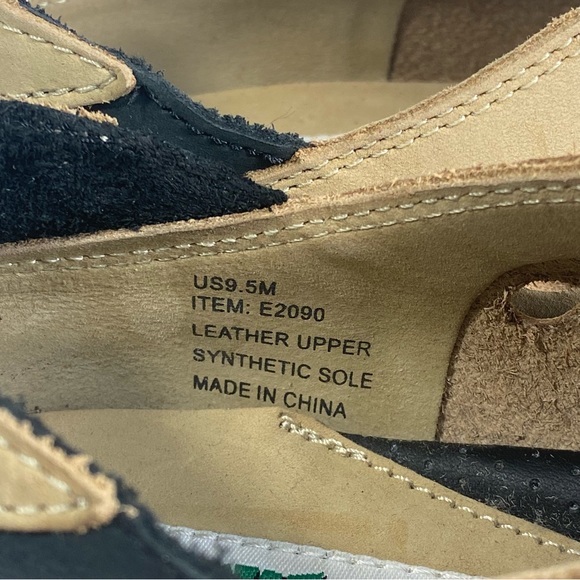 US9.5M
ITEM: E2090
LEATHER UPPER
SYNTHETIC SOLE
MADE IN CHINA